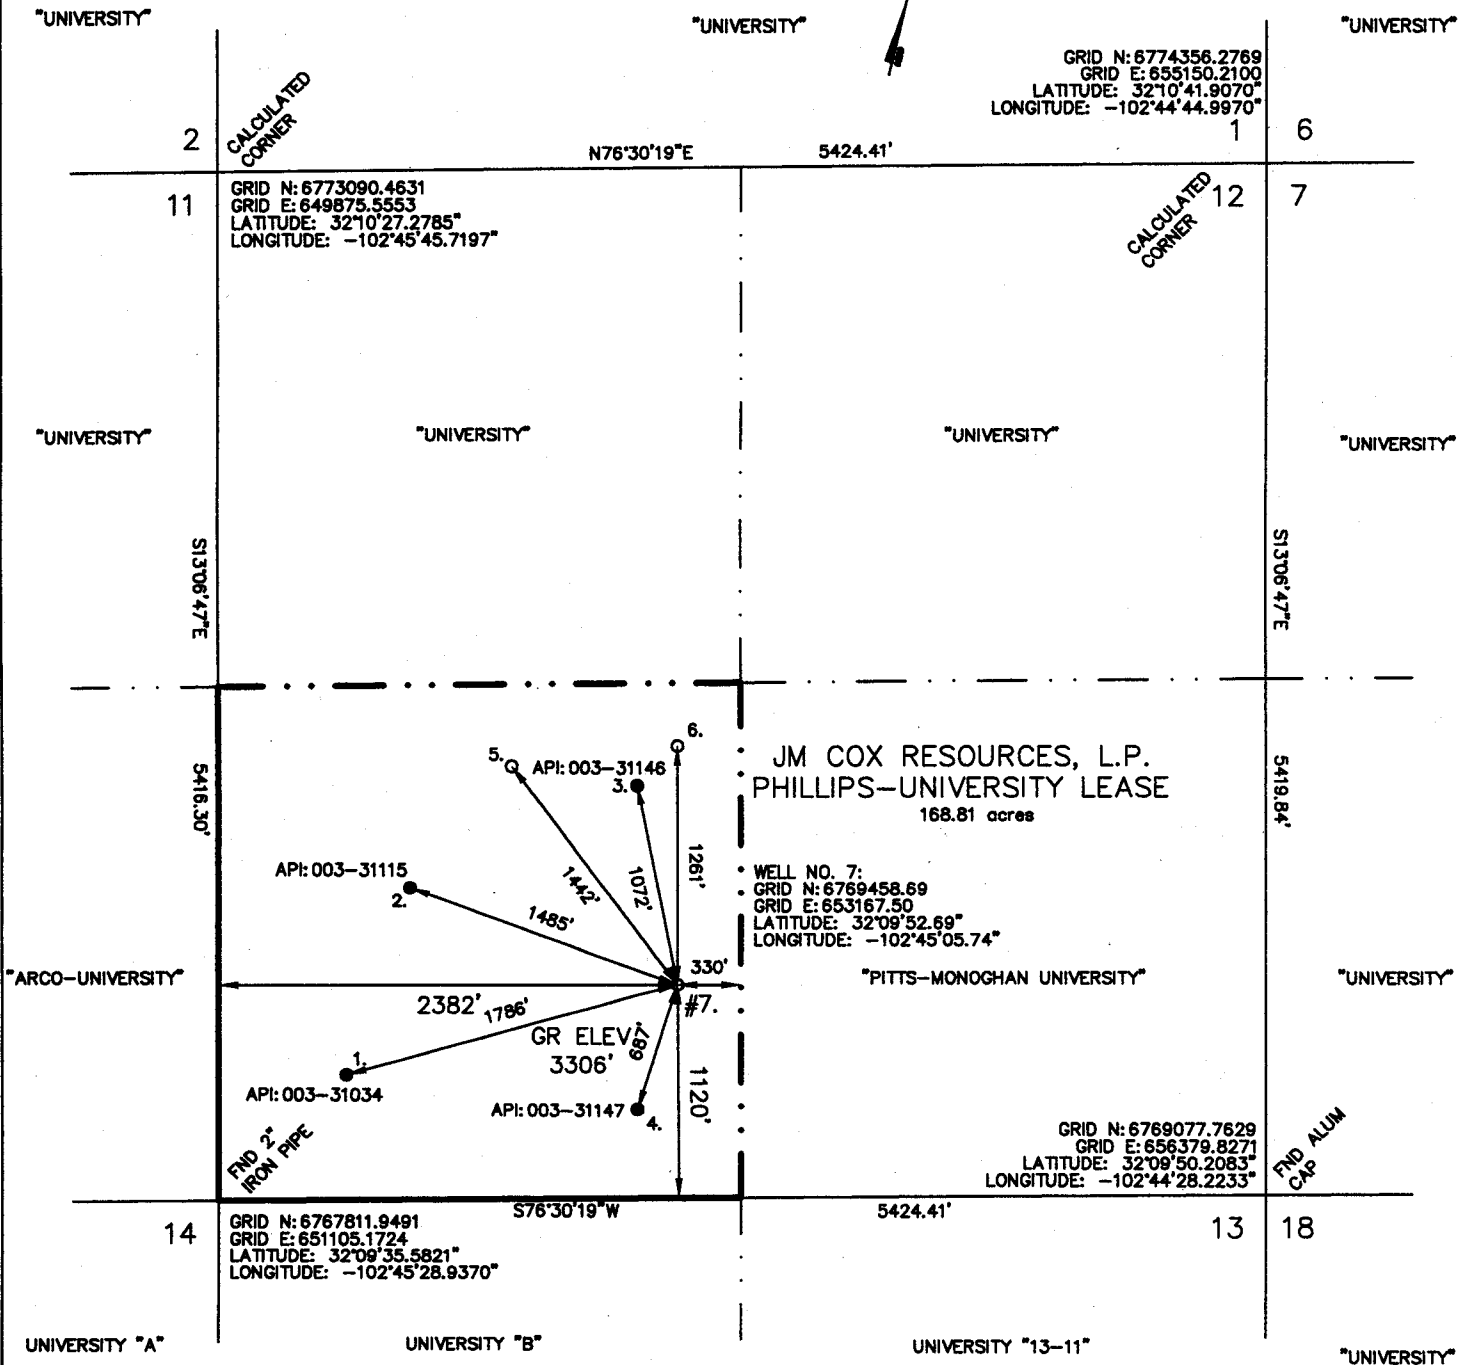 "UNIVERSITY"
"UNIVERSITY"
"UNIVERSITY"
GRID N: 6774356.2769
GRID E: 655150.2100
LATITUDE: 32°10'41.9070"
LONGITUDE: -102°44'44.9970"
2
CALCULATED
CORNER
1
6
N76°30'19"E
5424.41'
11
GRID N: 6773090.4631
GRID E: 649875.5553
LATITUDE: 32°10'27.2785"
LONGITUDE: -102°45'45.7197"
CALCULATED
CORNER
12
7
"UNIVERSITY"
"UNIVERSITY"
"UNIVERSITY"
"UNIVERSITY"
S13°06'47"E
S13°06'47"E
5416.30'
5419.84'
6.
5.
API: 003-31146
3.
JM COX RESOURCES, L.P.
PHILLIPS-UNIVERSITY LEASE
168.81 acres
API: 003-31115
2.
1442'
1072'
1261'
1485'
WELL NO. 7:
GRID N: 6769458.69
GRID E: 653167.50
LATITUDE: 32°09'52.69"
LONGITUDE: -102°45'05.74"
"ARCO-UNIVERSITY"
330'
"PITTS-MONOGHAN UNIVERSITY"
"UNIVERSITY"
2382'
1786'
#7.
GR ELEV.
3306'
687'
1.
API: 003-31034
1120'
API: 003-31147
4.
FND 2"
IRON PIPE
GRID N: 6769077.7629
GRID E: 656379.8271
LATITUDE: 32°09'50.2083"
LONGITUDE: -102°44'28.2233"
FND ALUM
CAP
S76°30'19"W
5424.41'
14
GRID N: 6767811.9491
GRID E: 651105.1724
LATITUDE: 32°09'35.5821"
LONGITUDE: -102°45'28.9370"
13
18
UNIVERSITY "A"
UNIVERSITY "B"
UNIVERSITY "13-11"
"UNIVERSITY"